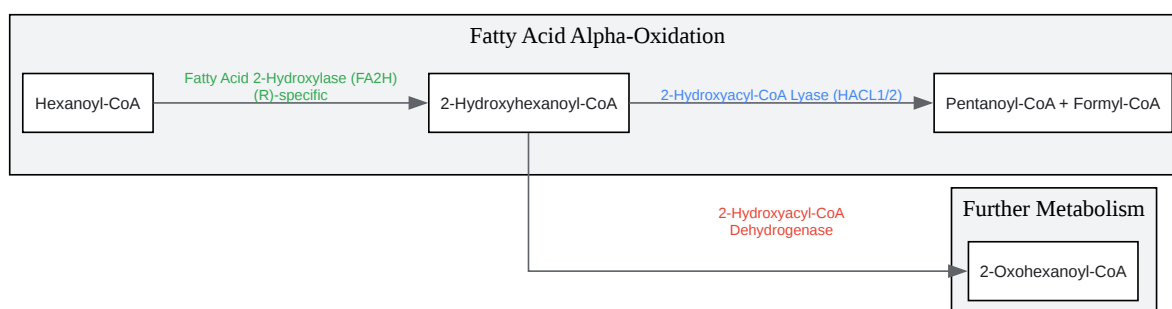 Fatty Acid Alpha-Oxidation
Fatty Acid 2-Hydroxylase (FA2H)
(R)-specific
2-Hydroxyacyl-CoA Lyase (HACL1/2)
Hexanoyl-CoA
2-Hydroxyhexanoyl-CoA
Pentanoyl-CoA + Formyl-CoA
2-Hydroxyacyl-CoA
Dehydrogenase
Further Metabolism
2-Oxohexanoyl-CoA